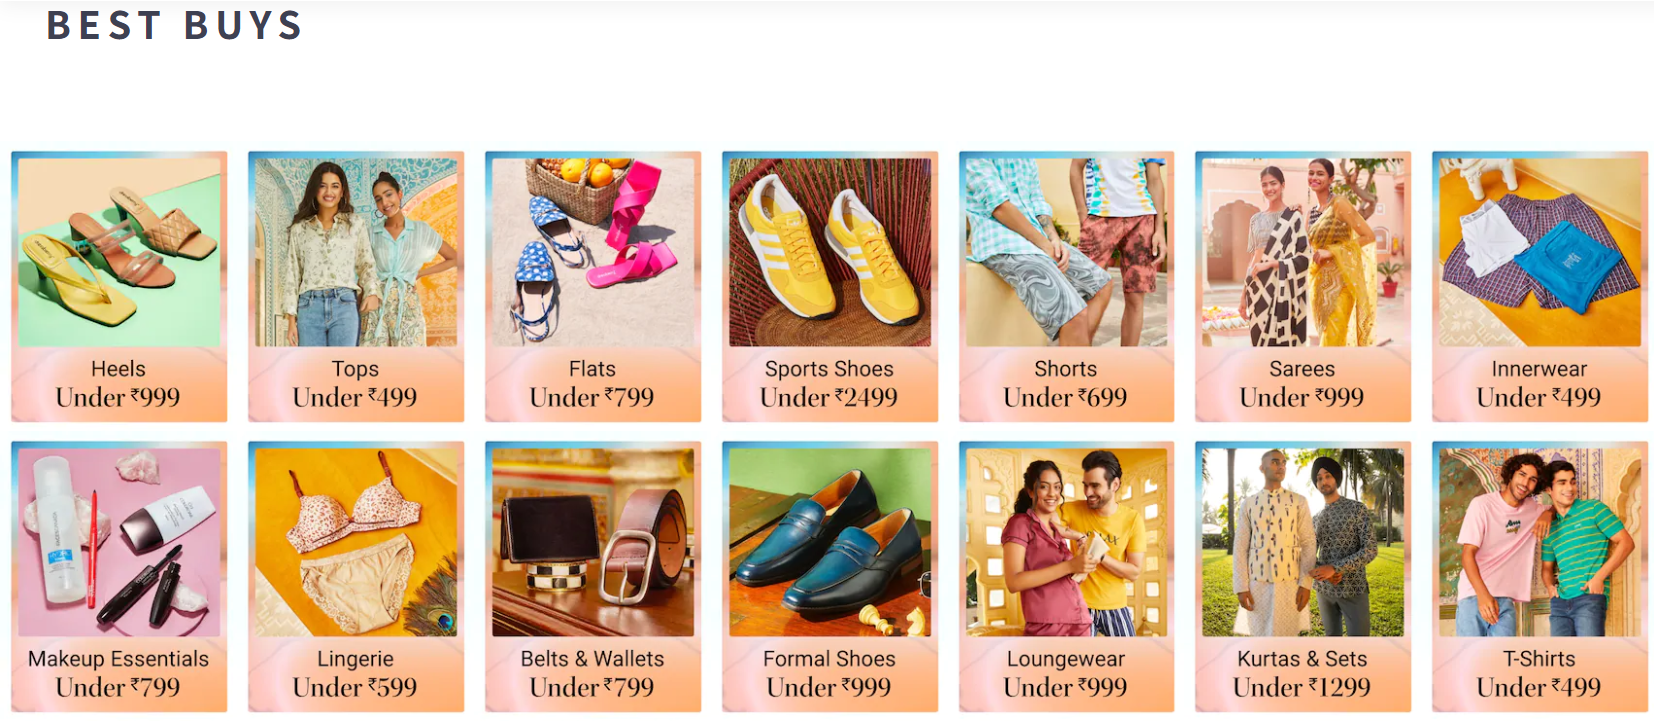 BEST BUYS
Heels
Under ₹999
Tops
Under ₹499
Flats
Under ₹799
Sports Shoes
Under ₹2499
Shorts
Under ₹699
Sarees
Under ₹999
Innerwear
Under ₹499
Makeup Essentials
Under ₹799
Lingerie
Under ₹599
Belts & Wallets
Under ₹799
Formal Shoes
Under ₹999
Loungewear
Under ₹999
Kurtas & Sets
Under ₹1299
T-Shirts
Under ₹499